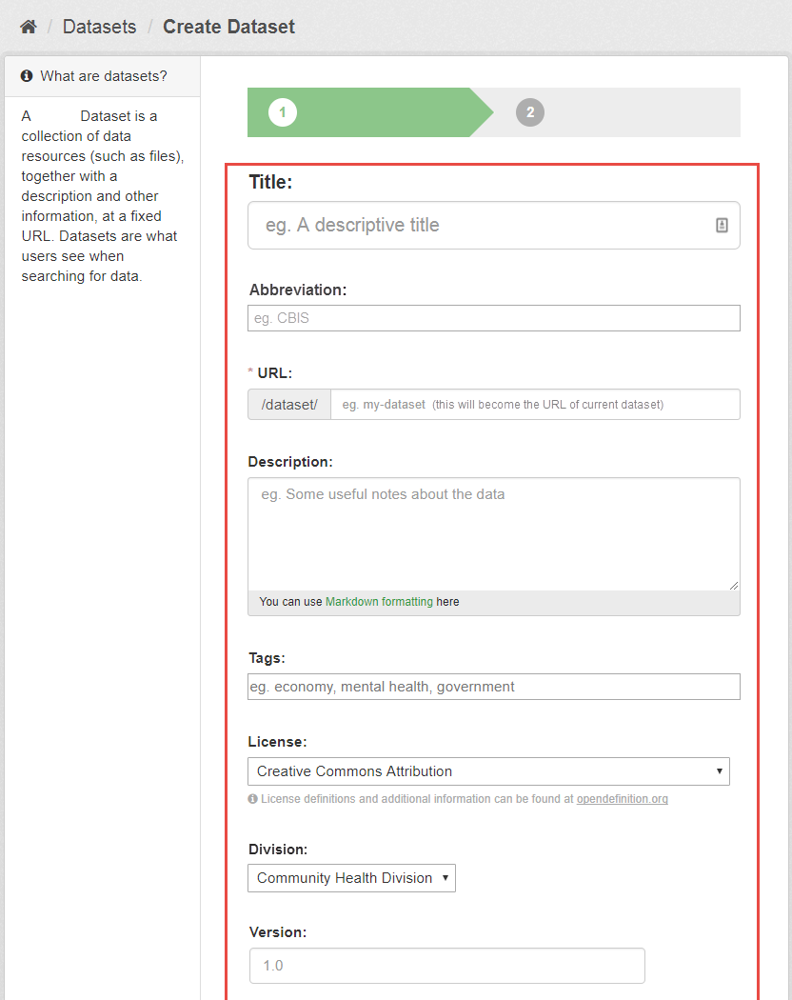 / Datasets / Create Dataset
What are datasets?
A Dataset is a
collection of data
resources (such as files),
together with a
description and other
information, at a fixed
URL. Datasets are what
users see when
searching for data.
1 2
Title:
eg. A descriptive title
Abbreviation:
eg. CBIS
* URL:
/dataset/ eg. my-dataset (this will become the URL of current dataset)
Description:
eg. Some useful notes about the data
You can use Markdown formatting here
Tags:
eg. economy, mental health, government
License:
Creative Commons Attribution
License definitions and additional information can be found at opendefinition.org
Division:
Community Health Division
Version:
1.0